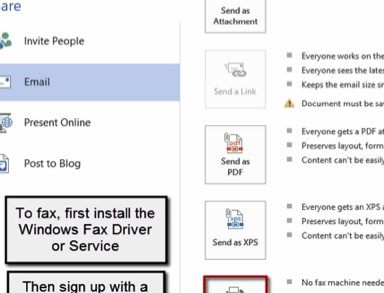 are
Invite People
Email
Present Online
Post to Blog
To fax, first install the
Windows Fax Driver
or Service
Then sign up with a
Send as
Attachment
Send a Link
Everyone works on the
Everyone sees the lates
Keeps the email size sm
Document must be sav
Send as
PDF
Everyone gets a PDF at
Preserves layout, form
Content can't be easily
Send as XPS
Everyone gets an XPS a
Preserves layout, form
Content can't be easily
No fax machine neede